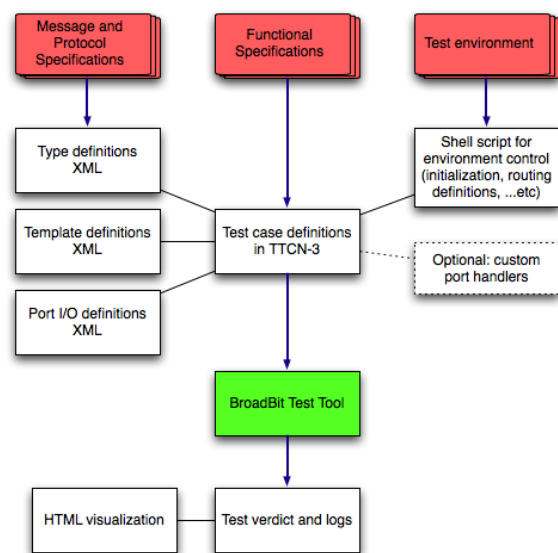 Message and
Protocol
Specifications
Functional
Specifications
Test environment
Type definitions
XML
Shell script for
environment control
(initialization, routing
definitions, ...etc)
Template definitions
XML
Test case definitions
in TTCN-3
Optional: custom
port handlers
Port I/O definitions
XML
BroadBit Test Tool
HTML visualization
Test verdict and logs